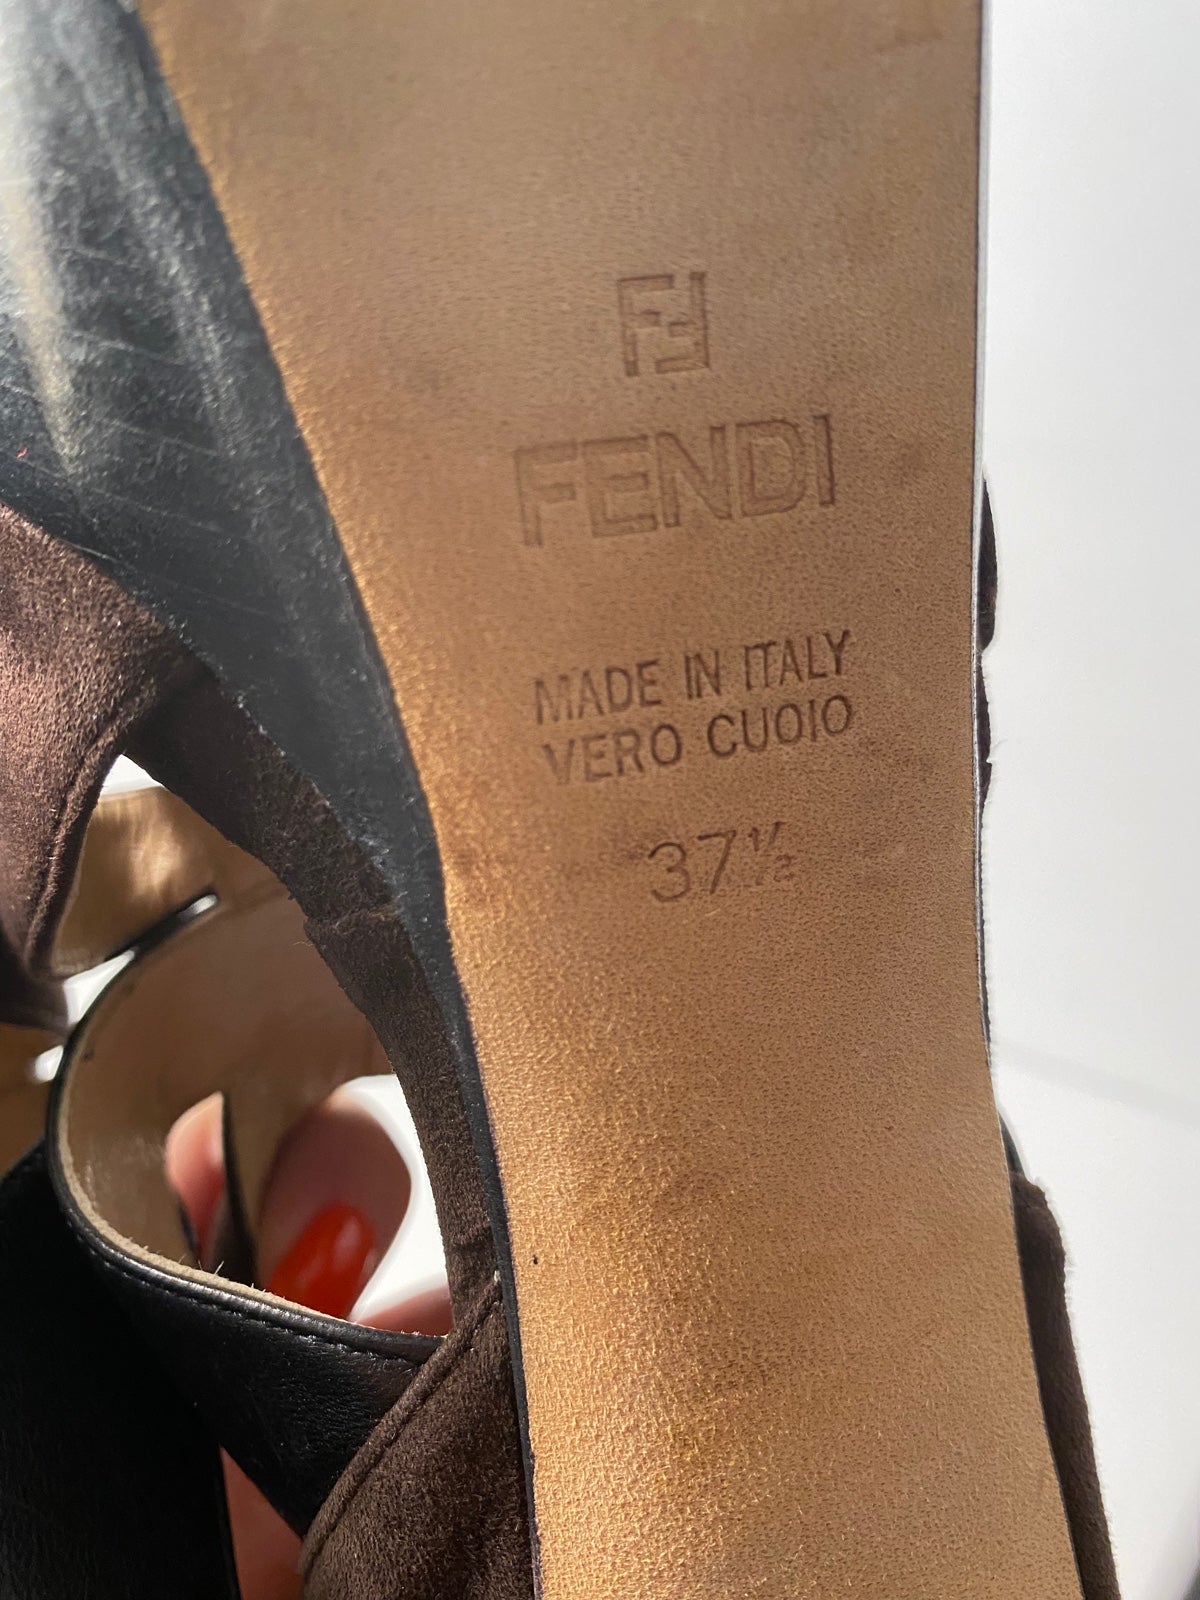 FF
FENDI
MADE IN ITALY
VERO CUOIO
37½